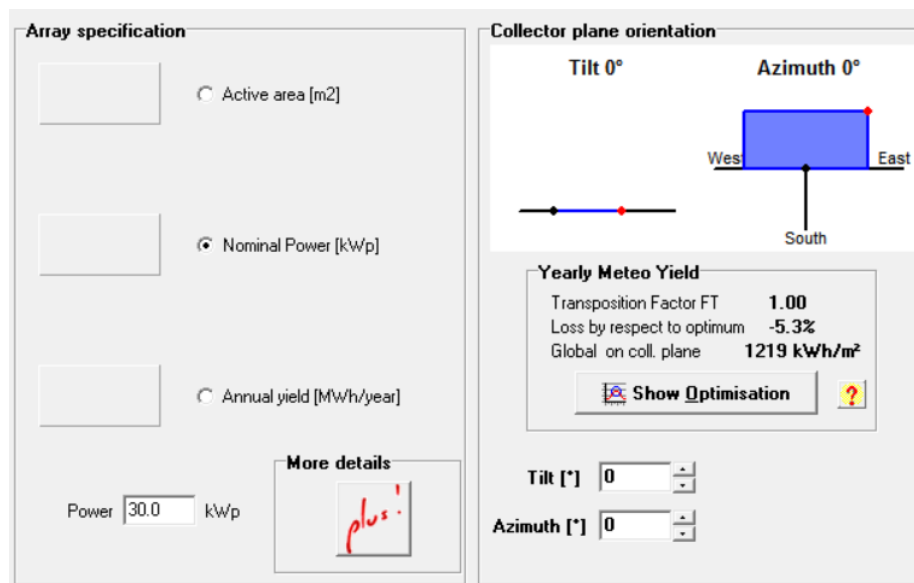 Array specification
Active area [m2]
Nominal Power [kWp]
Annual yield [MWh/year]
Power 30.0 kWp
More details
plus!
Collector plane orientation
Tilt 0°
Azimuth 0°
West
East
South
Yearly Meteo Yield
Transposition Factor FT 1.00
Loss by respect to optimum -5.3%
Global on coll. plane 1219 kWh/m²
Show Optimisation
?
Tilt [°] 0
Azimuth [°] 0